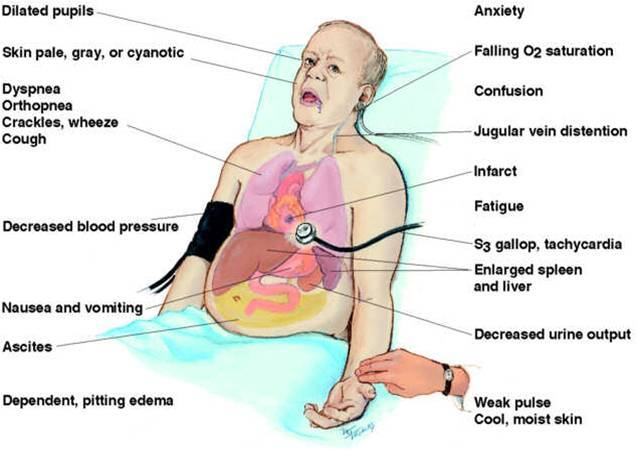 Dilated pupils
Skin pale, gray, or cyanotic
Dyspnea
Orthopnea
Crackles, wheeze
Cough
Decreased blood pressure
Nausea and vomiting
Ascites
Dependent, pitting edema
Anxiety
Falling O2 saturation
Confusion
Jugular vein distention
Infarct
Fatigue
S3 gallop, tachycardia
Enlarged spleen
and liver
Decreased urine output
Weak pulse
Cool, moist skin